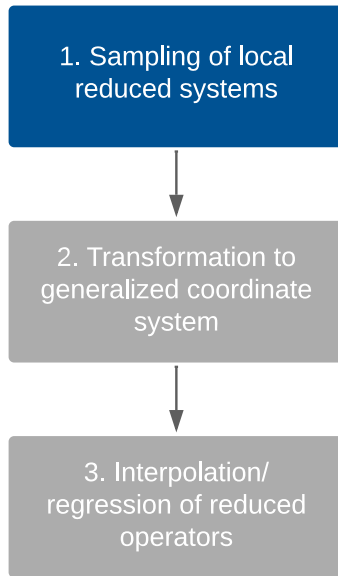 1. Sampling of local
reduced systems
2. Transformation to
generalized coordinate
system
3. Interpolation/
regression of reduced
operators